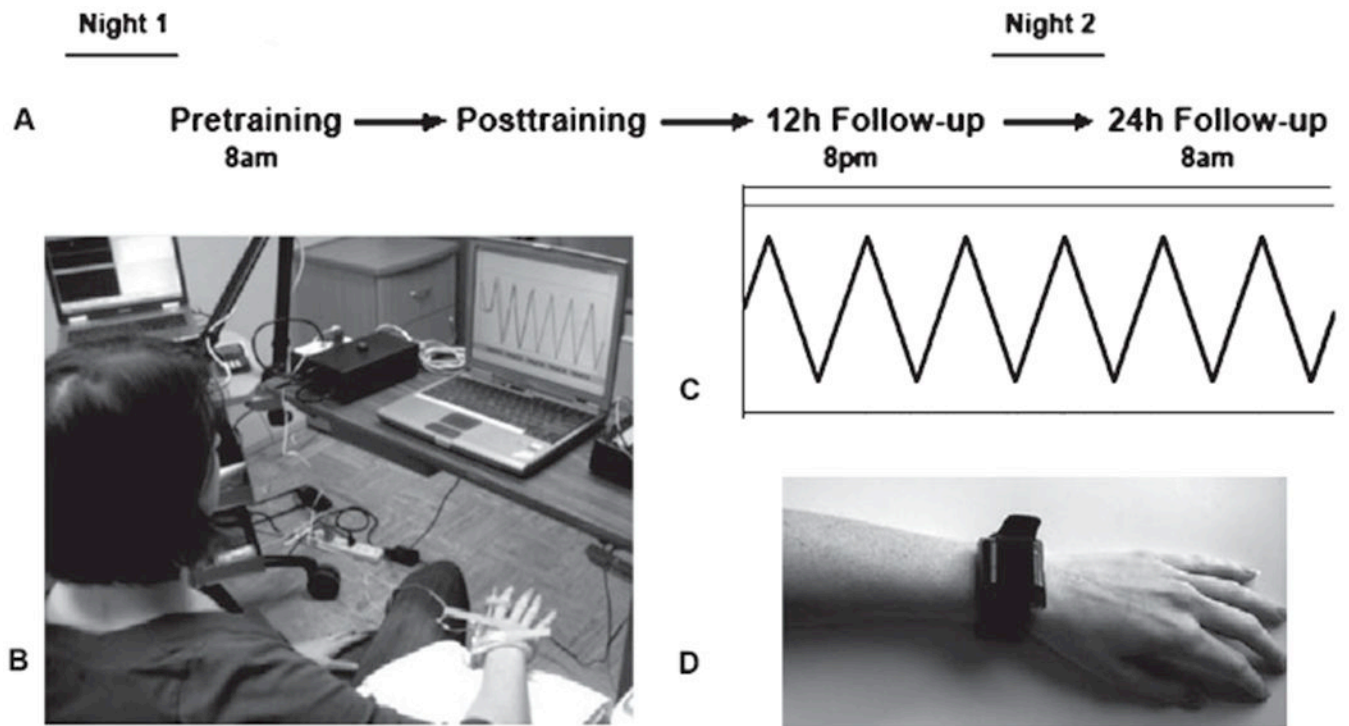 Night 1
Night 2
A
Pretraining
Posttraining
12h Follow-up
24h Follow-up
8am
8pm
8am
C
B
D